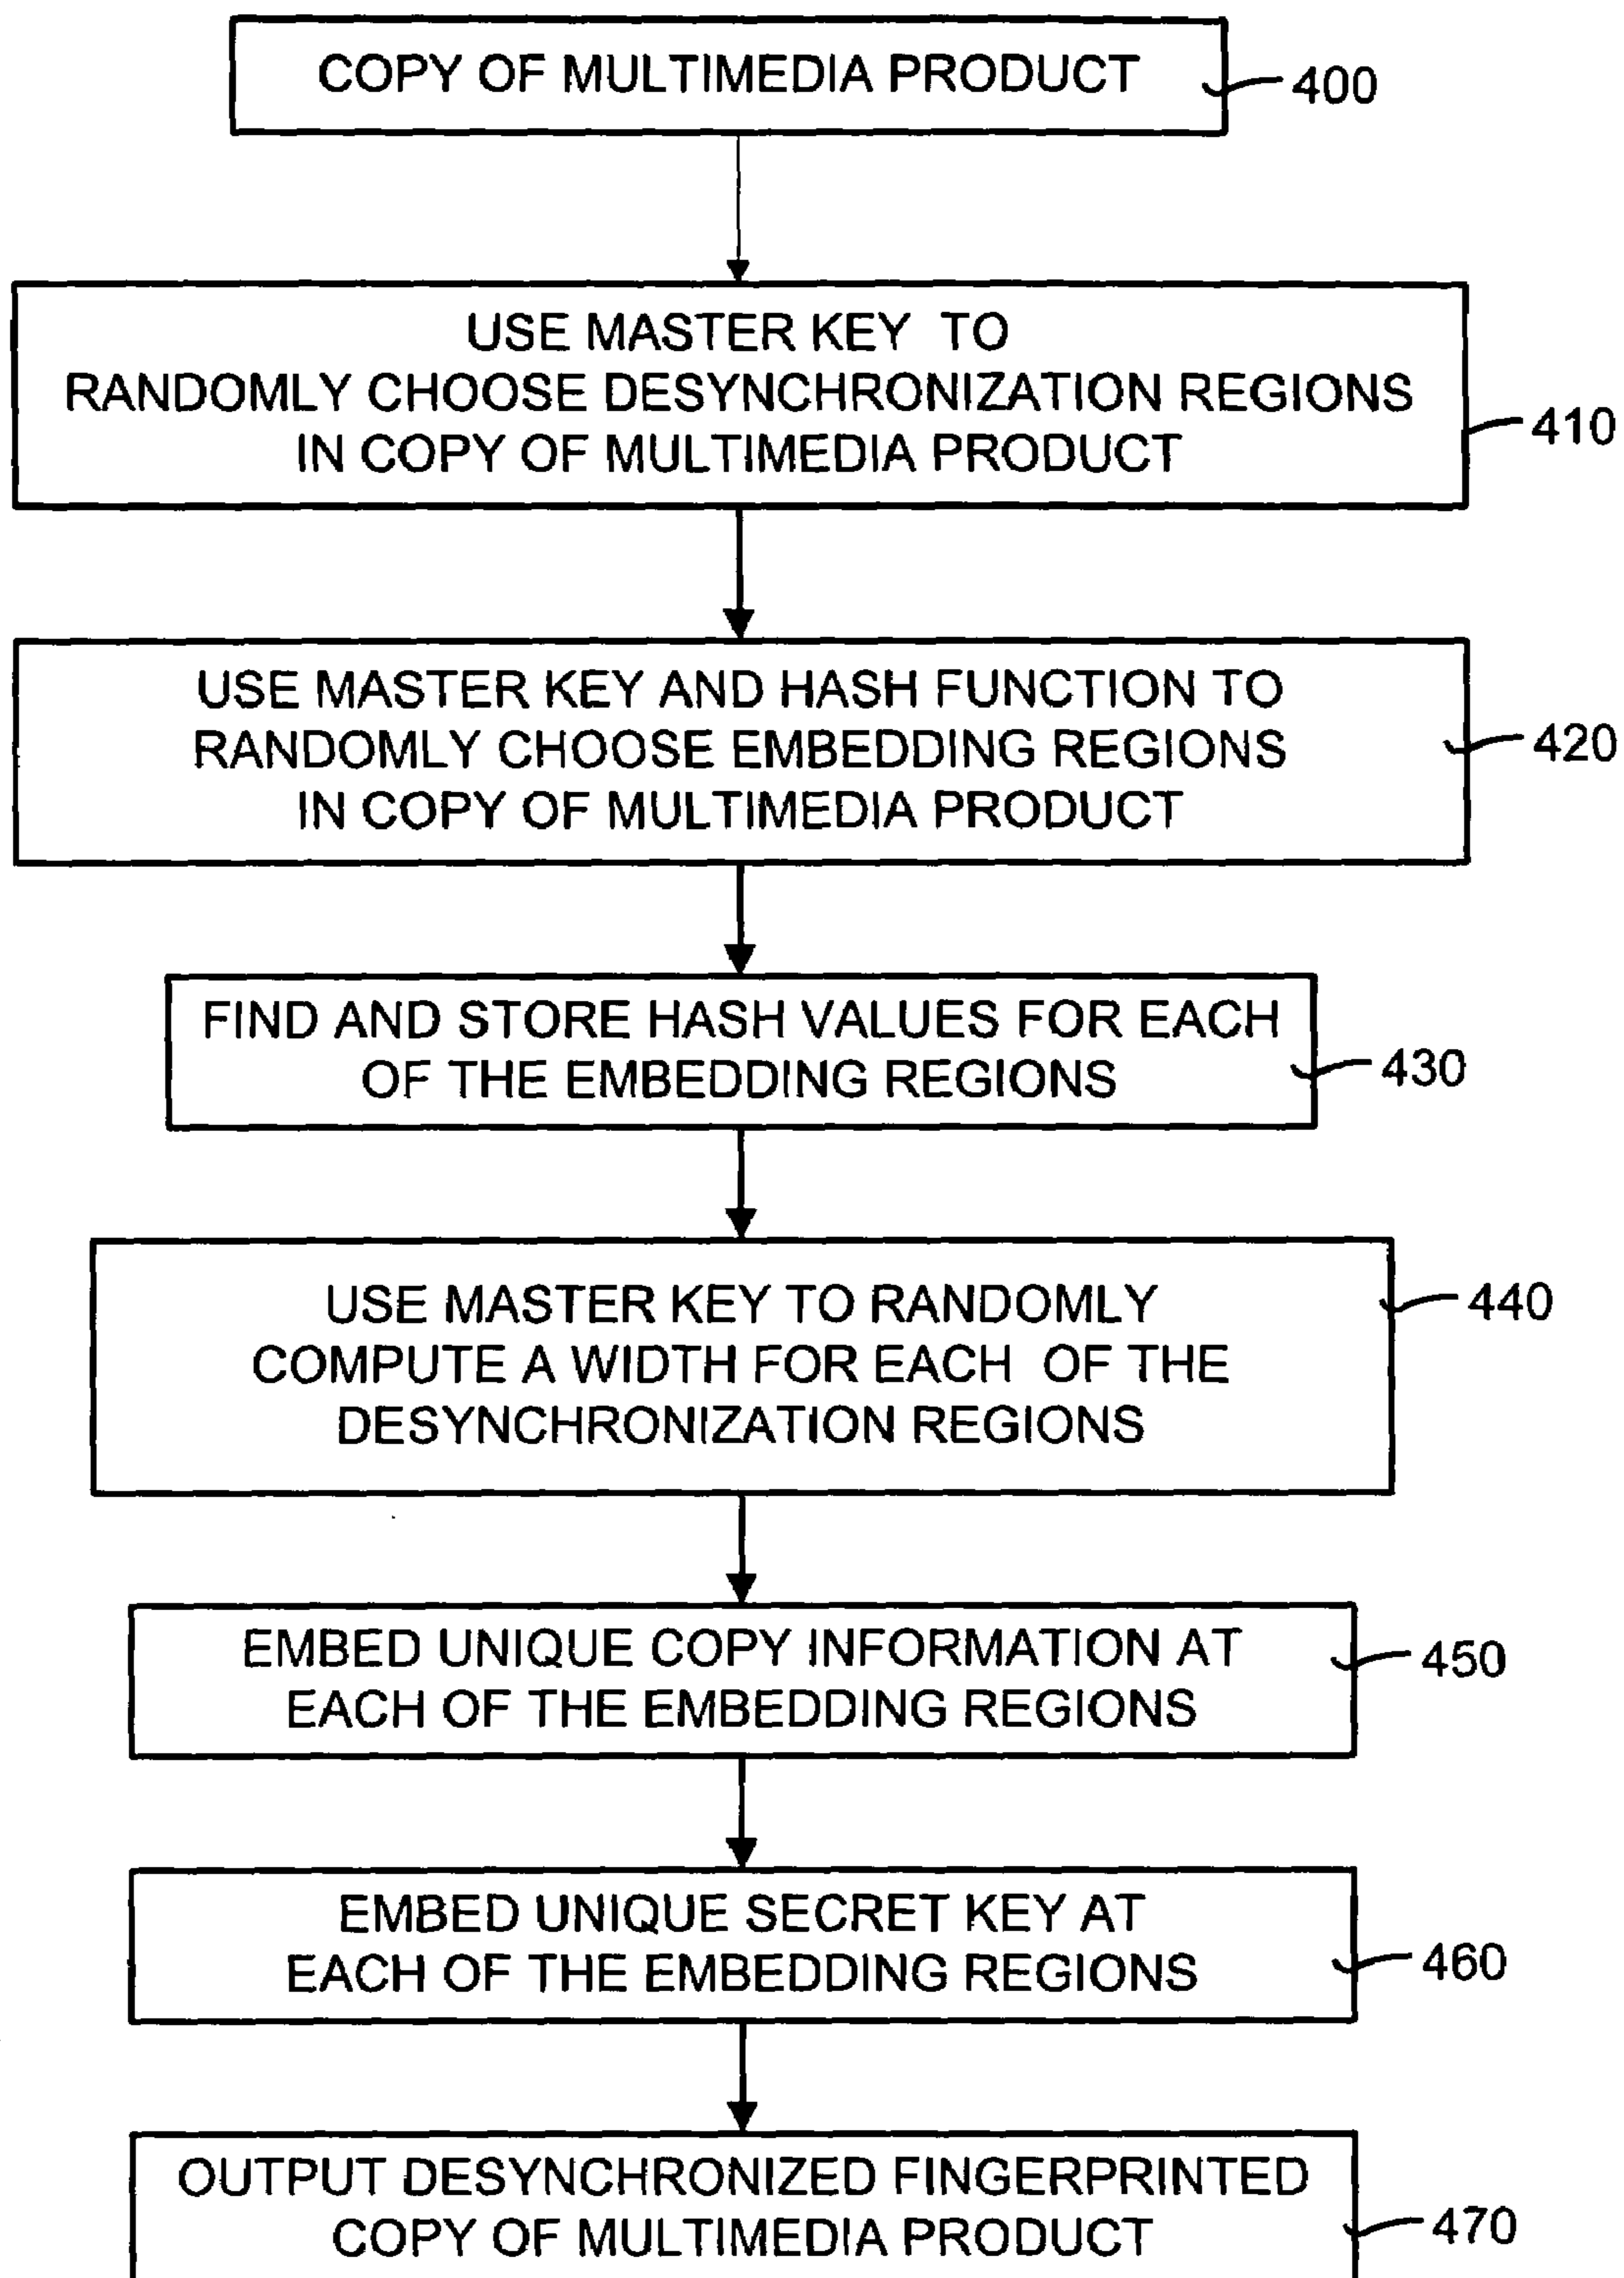 COPY OF MULTIMEDIA PRODUCT
400
USE MASTER KEY TO
RANDOMLY CHOOSE DESYNCHRONIZATION REGIONS
IN COPY OF MULTIMEDIA PRODUCT
410
USE MASTER KEY AND HASH FUNCTION TO
RANDOMLY CHOOSE EMBEDDING REGIONS
IN COPY OF MULTIMEDIA PRODUCT
420
FIND AND STORE HASH VALUES FOR EACH
OF THE EMBEDDING REGIONS
430
USE MASTER KEY TO RANDOMLY
COMPUTE A WIDTH FOR EACH OF THE
DESYNCHRONIZATION REGIONS
440
EMBED UNIQUE COPY INFORMATION AT
EACH OF THE EMBEDDING REGIONS
450
EMBED UNIQUE SECRET KEY AT
EACH OF THE EMBEDDING REGIONS
460
OUTPUT DESYNCHRONIZED FINGERPRINTED
COPY OF MULTIMEDIA PRODUCT
470